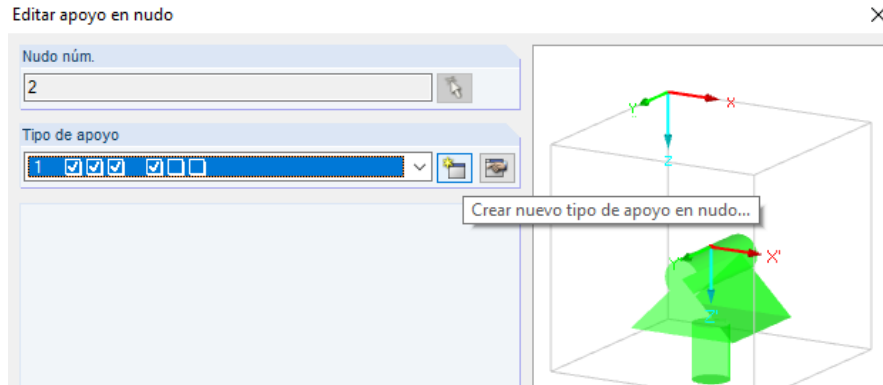 Editar apoyo en nudo
Nudo núm.
2
Tipo de apoyo
1
Crear nuevo tipo de apoyo en nudo...
Y
X
Z
Y'
X'